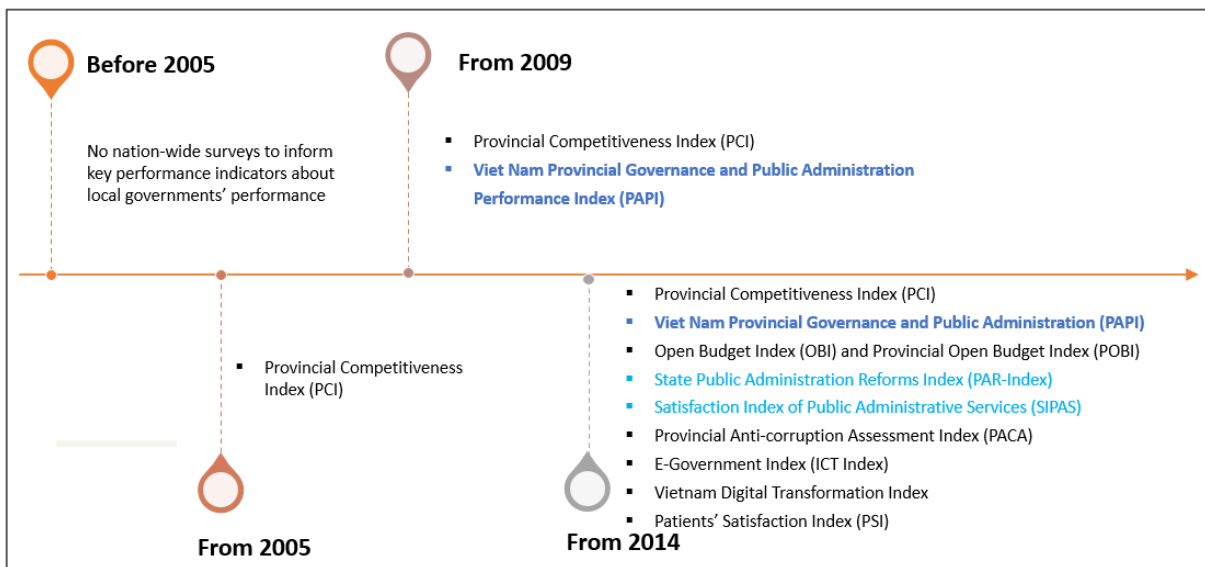 Before 2005
No nation-wide surveys to inform
key performance indicators about
local governments' performance
From 2009
▪ Provincial Competitiveness Index (PCI)
▪ Viet Nam Provincial Governance and Public Administration
Performance Index (PAPI)
▪ Provincial Competitiveness
Index (PCI)
From 2005
▪ Provincial Competitiveness Index (PCI)
▪ Viet Nam Provincial Governance and Public Administration (PAPI)
▪ Open Budget Index (OBI) and Provincial Open Budget Index (POBI)
▪ State Public Administration Reforms Index (PAR-Index)
▪ Satisfaction Index of Public Administrative Services (SIPAS)
▪ Provincial Anti-corruption Assessment Index (PACA)
▪ E-Government Index (ICT Index)
▪ Vietnam Digital Transformation Index
▪ Patients' Satisfaction Index (PSI)
From 2014